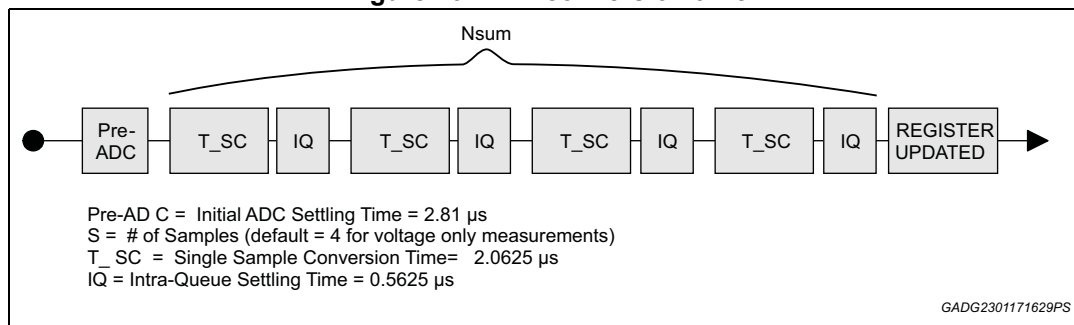 Nsum
Pre-
ADC
T_SC
IQ
T_SC
IQ
T_SC
IQ
T_SC
IQ
REGISTER
UPDATED
Pre-AD C = Initial ADC Settling Time = 2.81 µs
S = # of Samples (default = 4 for voltage only measurements)
T_ SC = Single Sample Conversion Time= 2.0625 µs
IQ = Intra-Queue Settling Time = 0.5625 µs
GADG2301171629PS